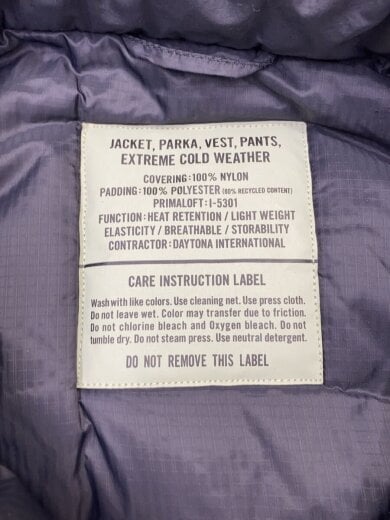 JACKET, PARKA, VEST, PANTS,
EXTREME COLD WEATHER
COVERING:100% NYLON
PADDING:100% POLYESTER (60% RECYCLED CONTENT)
PRIMALOFT:I-5301
FUNCTION:HEAT RETENTION / LIGHT WEIGHT
ELASTICITY / BREATHABLE / STORABILITY
CONTRACTOR: DAYTONA INTERNATIONAL
CARE INSTRUCTION LABEL
Wash with like colors. Use cleaning net. Use press cloth.
Do not leave wet. Color may transfer due to friction.
Do not chlorine bleach and Oxygen bleach. Do not
tumble dry. Do not steam press. Use neutral detergent.
DO NOT REMOVE THIS LABEL